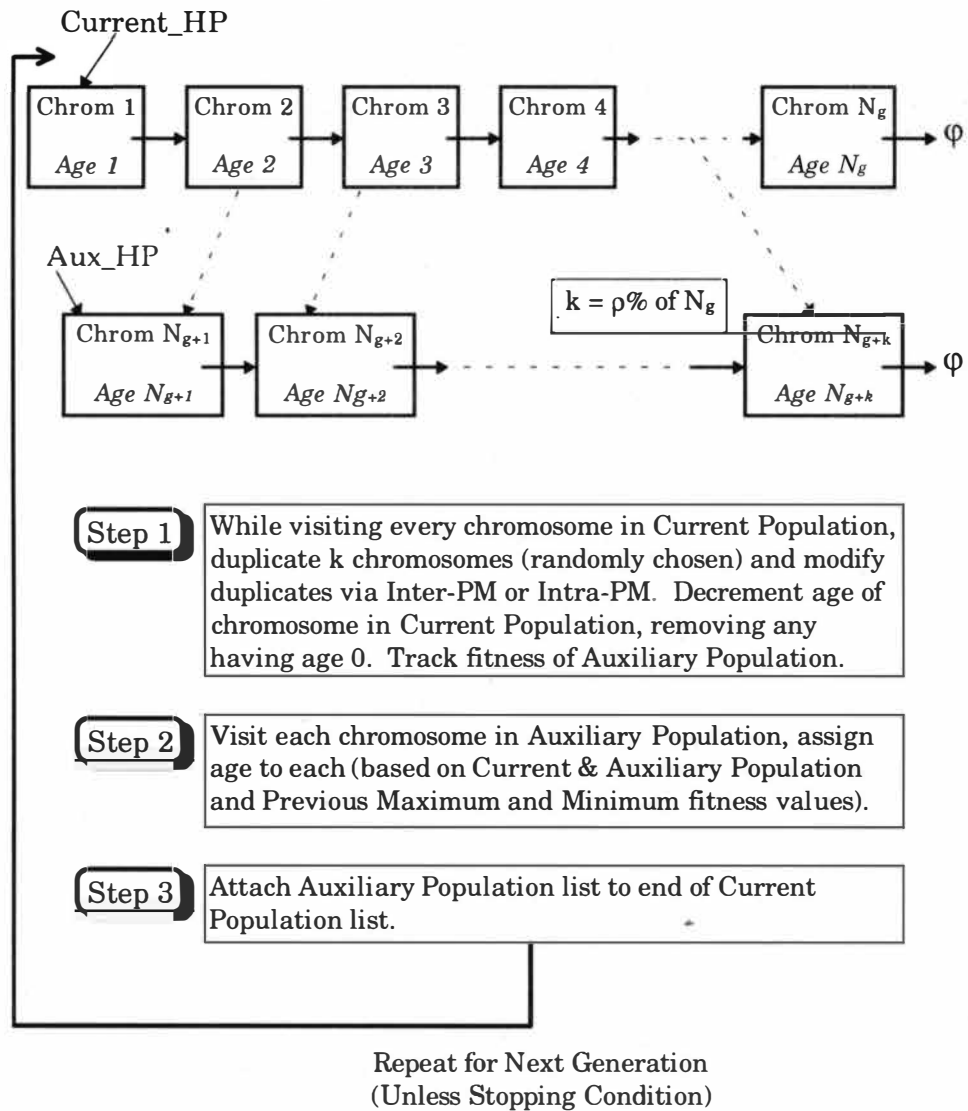 Current_HP
Chrom 1
Chrom 2
Chrom 3
Chrom 4
Chrom Ng
φ
Age 1
Age 2
Age 3
Age 4
Age Ng
Aux_HP
k = ρ% of Ng
Chrom Ng+1
Chrom Ng+2
Chrom Ng+k
φ
Age Ng+1
Age Ng+2
Age Ng+k
Step 1
While visiting every chromosome in Current Population,
duplicate k chromosomes (randomly chosen) and modify
duplicates via Inter-PM or Intra-PM. Decrement age of
chromosome in Current Population, removing any
having age 0. Track fitness of Auxiliary Population.
Step 2
Visit each chromosome in Auxiliary Population, assign
age to each (based on Current & Auxiliary Population
and Previous Maximum and Minimum fitness values).
Step 3
Attach Auxiliary Population list to end of Current
Population list.
Repeat for Next Generation
(Unless Stopping Condition)